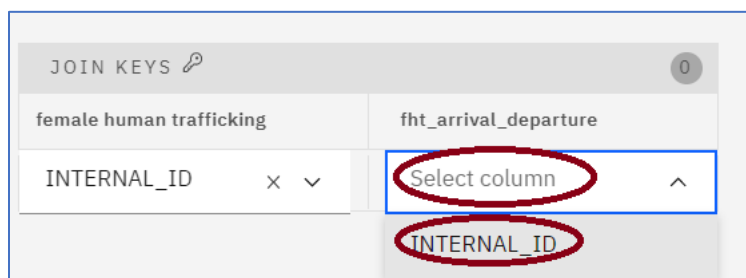 JOIN KEYS 0
female human trafficking fht_arrival_departure
INTERNAL_ID Select column
INTERNAL_ID